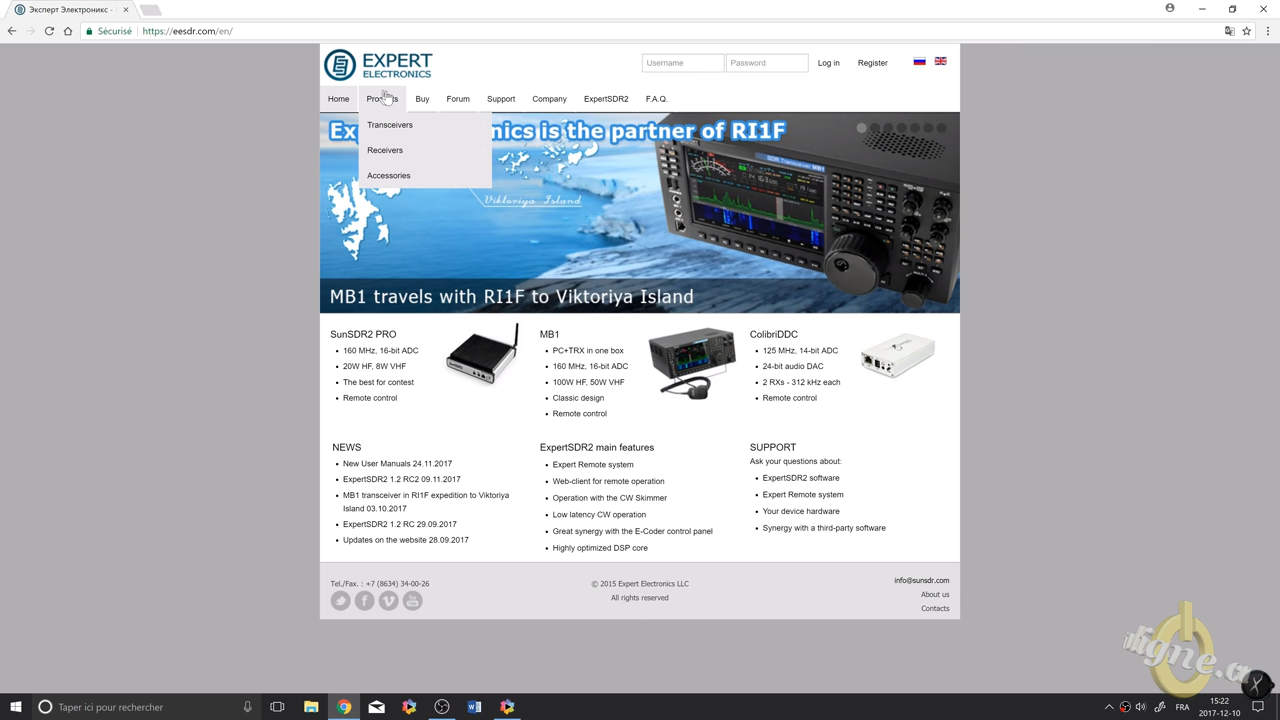 Эксперт Электроникс -
Sécurisé
https://eesdr.com/en/
EXPERT
ELECTRONICS
Username
Password
Log in
Register
Home
Buy
Forum
Support
Company
ExpertSDR2
F.A.Q.
Transceivers
Receivers
Accessories
is the partner of RI1F
SDR Transceiver MB1
Viktoriya Island
MB1 travels with RI1F to Viktoriya Island
SunSDR2 PRO
• 160 MHz, 16-bit ADC
• 20W HF, 8W VHF
• The best for contest
• Remote control
MB1
• PC+TRX in one box
• 160 MHz, 16-bit ADC
• 100W HF, 50W VHF
• Classic design
• Remote control
ColibriDDC
• 125 MHz, 14-bit ADC
• 24-bit audio DAC
• 2 RXs - 312 kHz each
• Remote control
NEWS
• New User Manuals 24.11.2017
• ExpertSDR2 1.2 RC2 09.11.2017
• MB1 transceiver in RI1F expedition to Viktoriya
Island 03.10.2017
• ExpertSDR2 1.2 RC 29.09.2017
• Updates on the website 28.09.2017
ExpertSDR2 main features
• Expert Remote system
• Web-client for remote operation
• Operation with the CW Skimmer
• Low latency CW operation
• Great synergy with the E-Coder control panel
• Highly optimized DSP core
SUPPORT
Ask your questions about:
• ExpertSDR2 software
• Expert Remote system
• Your device hardware
• Synergy with a third-party software
Tel./Fax. : +7 (8634) 34-00-26
© 2015 Expert Electronics LLC
All rights reserved
info@sunsdr.com
About us
Contacts
Taper ici pour rechercher
FRA
15:22
2017-12-10